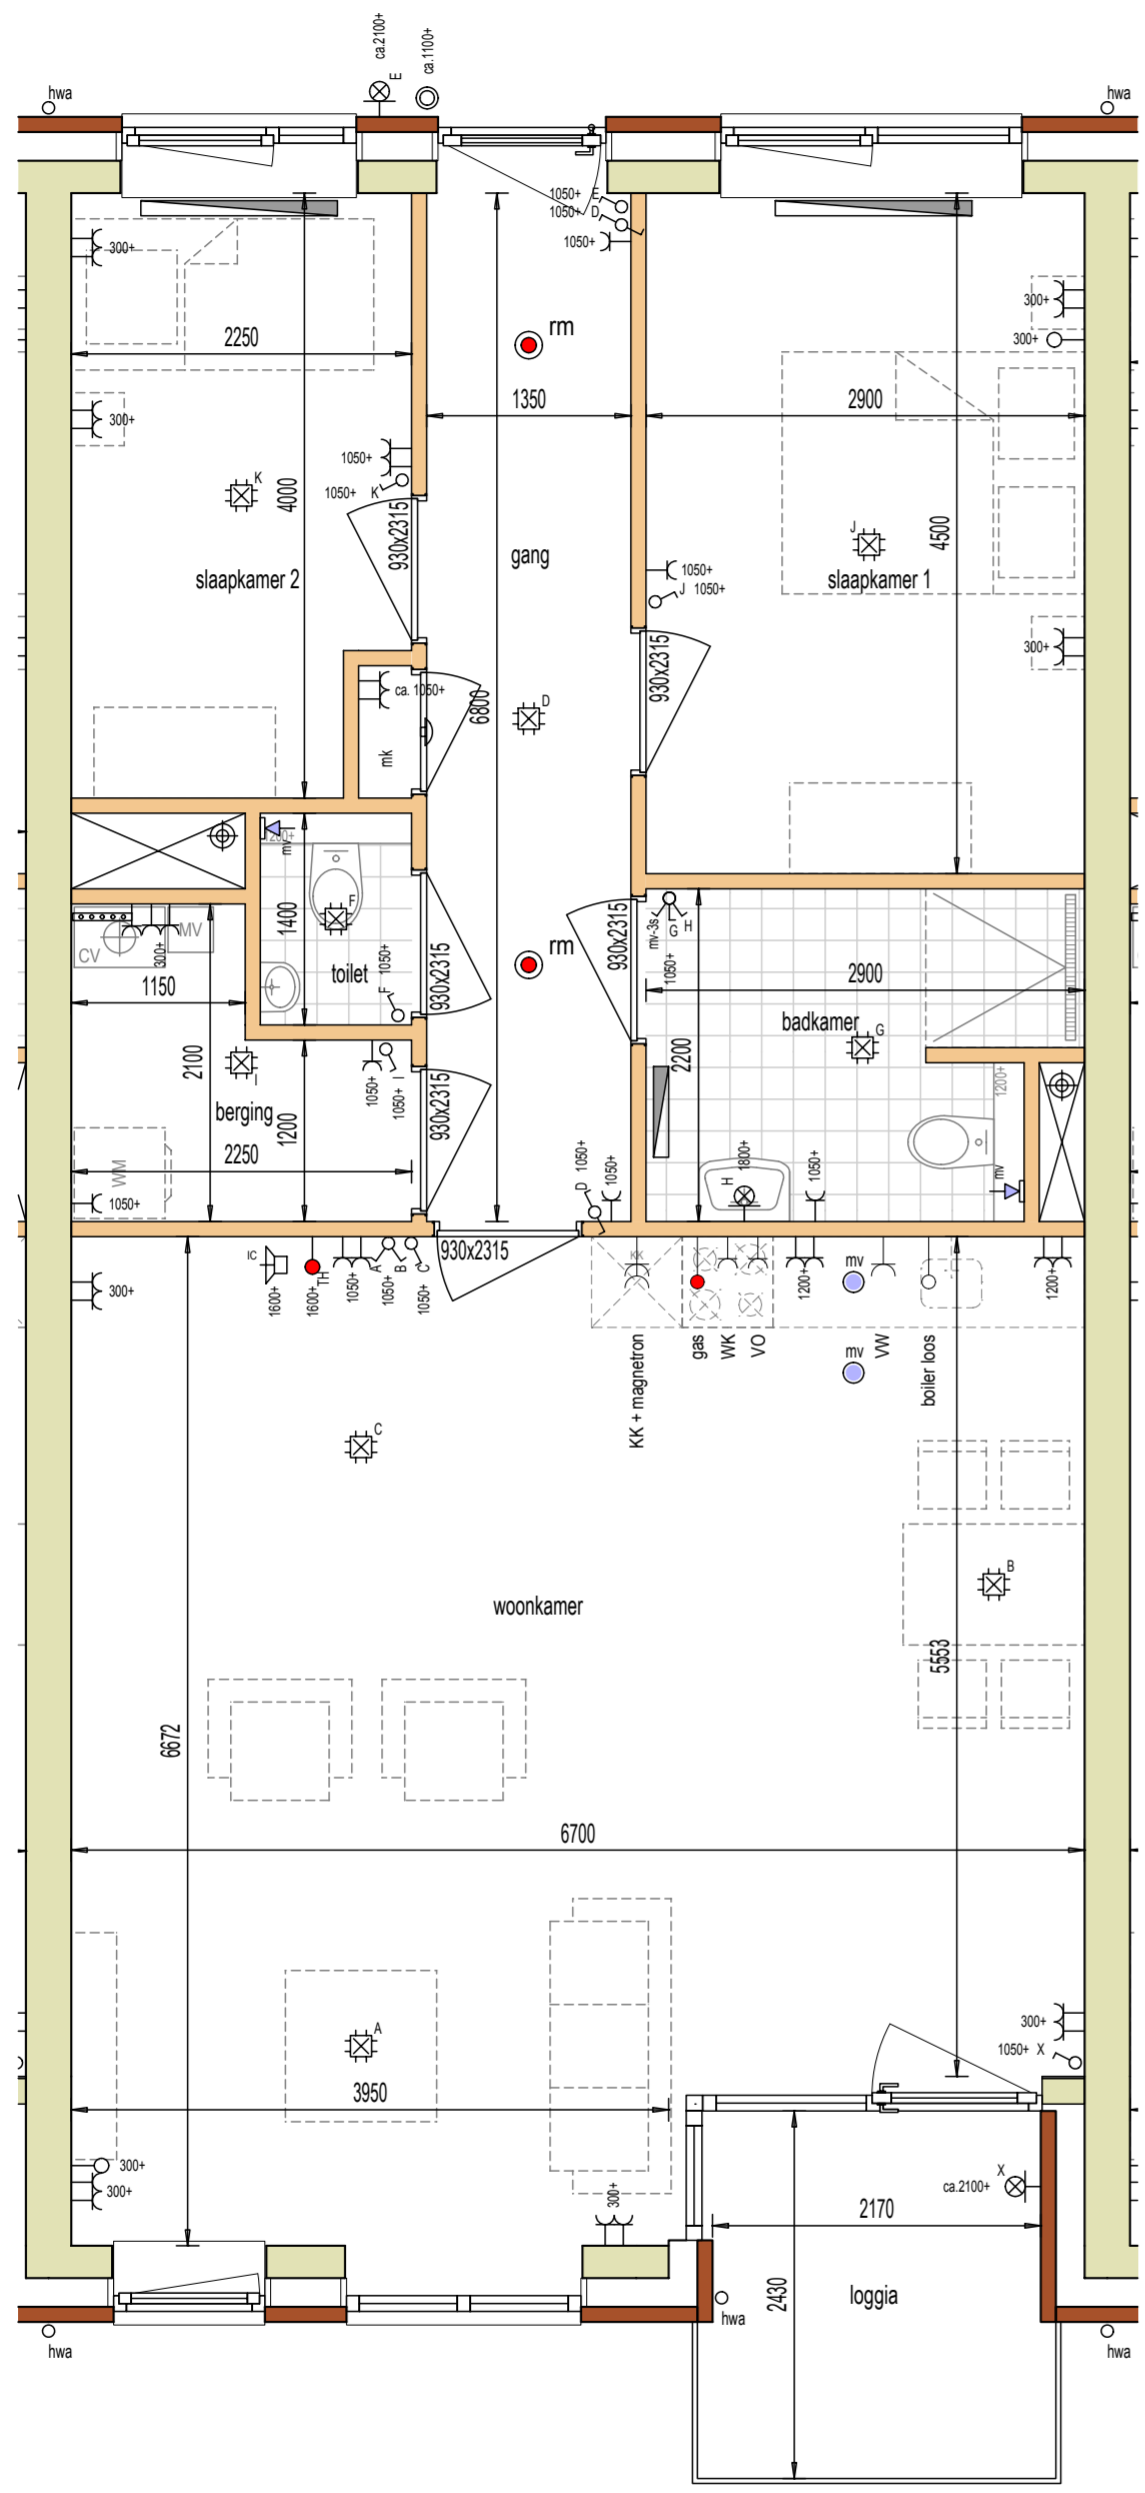 ca.2100+
E
ca.1100+
hwa
hwa
1050+ E
1050+ D
1050+
300+
300+
300+
rm
2250
1350
2900
300+
1050+
1050+ K
K
4000
930x2315
gang
4500
J
slaapkamer 2
slaapkamer 1
1050+
J 1050+
300+
930x2315
ca. 1050+
6800
D
mk
1200+
mv
F
1400
CV
MV
300+
toilet
1050+
F
930x2315
rm
930x2315
mv-3s
G
H
1050+
1150
2900
badkamer
G
2100
I
berging
1200
1050+
1050+ I
930x2315
2200
1200+
WM
2250
1050+
D 1050+
1050+
H
1800+
1050+
mv
930x2315
IC
1600+
TH
1600+
1050+
A
1050+
B
C
1050+
300+
KK
1200+
mv
1200+
KK + magnetron
gas
WK
VO
mv
VW
boiler loos
C
B
woonkamer
5553
6672
6700
A
300+
1050+ X
3950
300+
300+
300+
X
ca.2100+
2170
2430
loggia
hwa
hwa
hwa